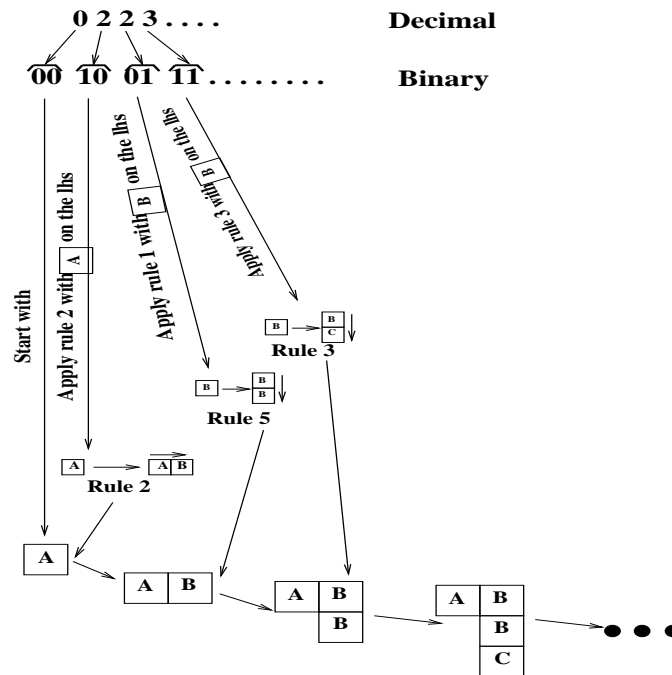 0 2 2 3 . . . . Decimal
00 10 01 11 . . . . . . . . Binary
Start with
Apply rule 2 with A on the lhs
Apply rule 1 with B on the lhs
Apply rule 3 with B on the lhs
B B
C
Rule 3
B B
B
Rule 5
A A B
Rule 2
A
A B
A B
B
A B
B
C